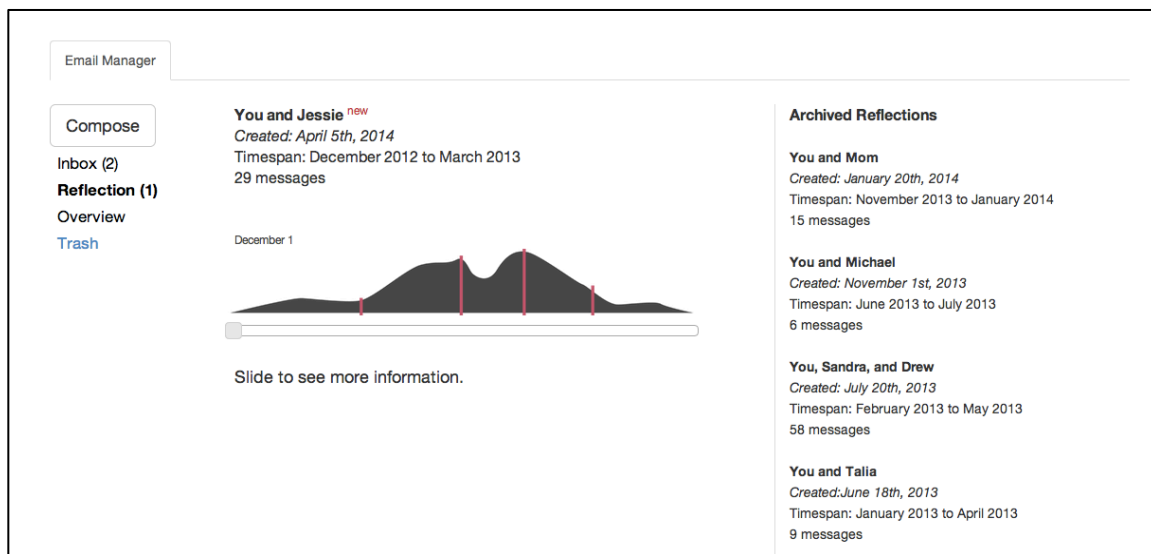 Email Manager
Compose
Inbox (2)
Reflection (1)
Overview
Trash
You and Jessie new
Created: April 5th, 2014
Timespan: December 2012 to March 2013
29 messages
December 1
Slide to see more information.
Archived Reflections
You and Mom
Created: January 20th, 2014
Timespan: November 2013 to January 2014
15 messages
You and Michael
Created: November 1st, 2013
Timespan: June 2013 to July 2013
6 messages
You, Sandra, and Drew
Created: July 20th, 2013
Timespan: February 2013 to May 2013
58 messages
You and Talia
Created:June 18th, 2013
Timespan: January 2013 to April 2013
9 messages